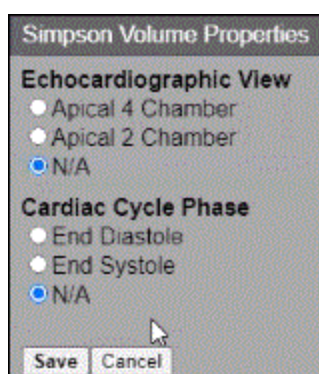 Simpson Volume Properties
Echocardiographic View
Apical 4 Chamber
Apical 2 Chamber
N/A
Cardiac Cycle Phase
End Diastole
End Systole
N/A
Save Cancel